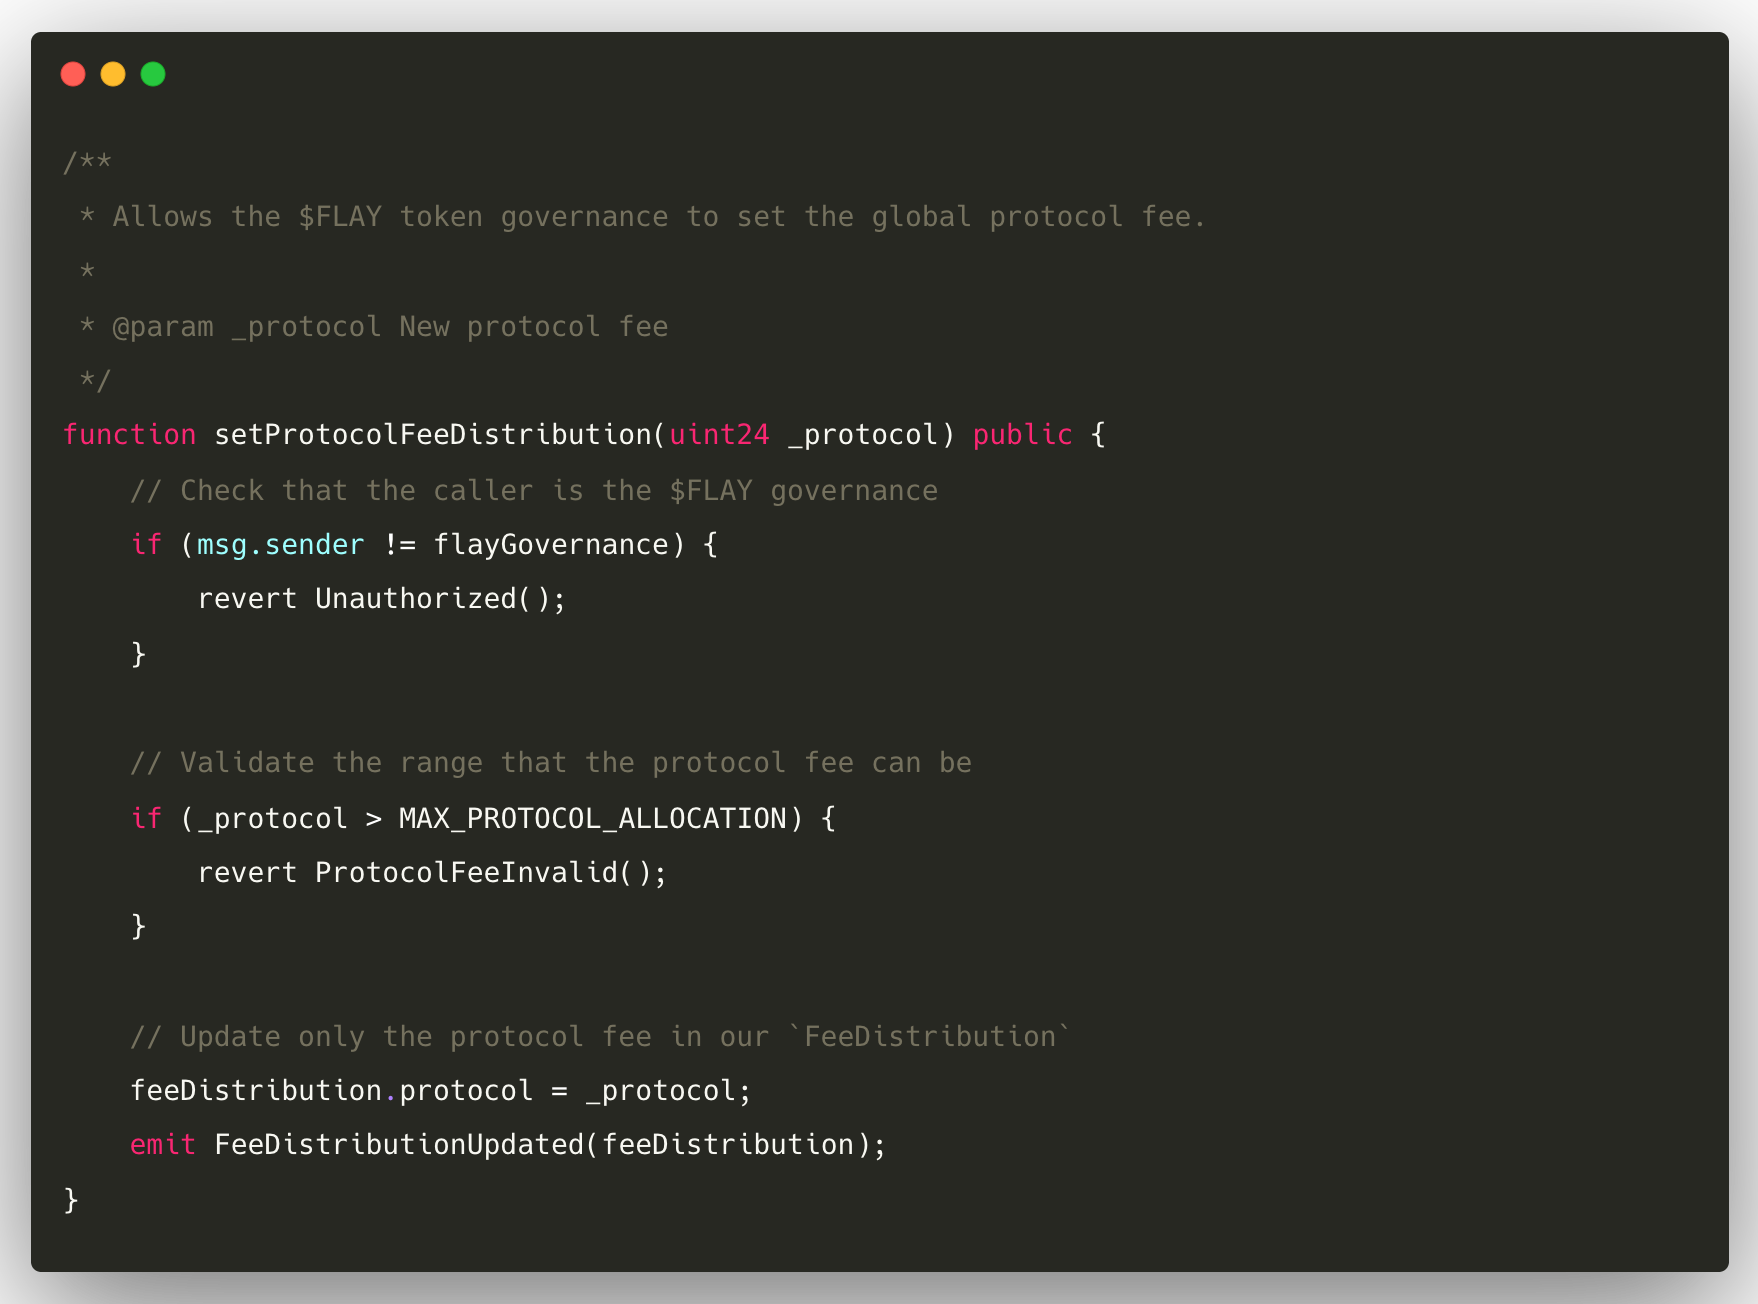 /**
 * Allows the $FLAY token governance to set the global protocol fee.
 *
 * @param _protocol New protocol fee
 */
function setProtocolFeeDistribution(uint24 _protocol) public {
    // Check that the caller is the $FLAY governance
    if (msg.sender != flayGovernance) {
        revert Unauthorized();
    }

    // Validate the range that the protocol fee can be
    if (_protocol > MAX_PROTOCOL_ALLOCATION) {
        revert ProtocolFeeInvalid();
    }

    // Update only the protocol fee in our `FeeDistribution`
    feeDistribution.protocol = _protocol;
    emit FeeDistributionUpdated(feeDistribution);
}